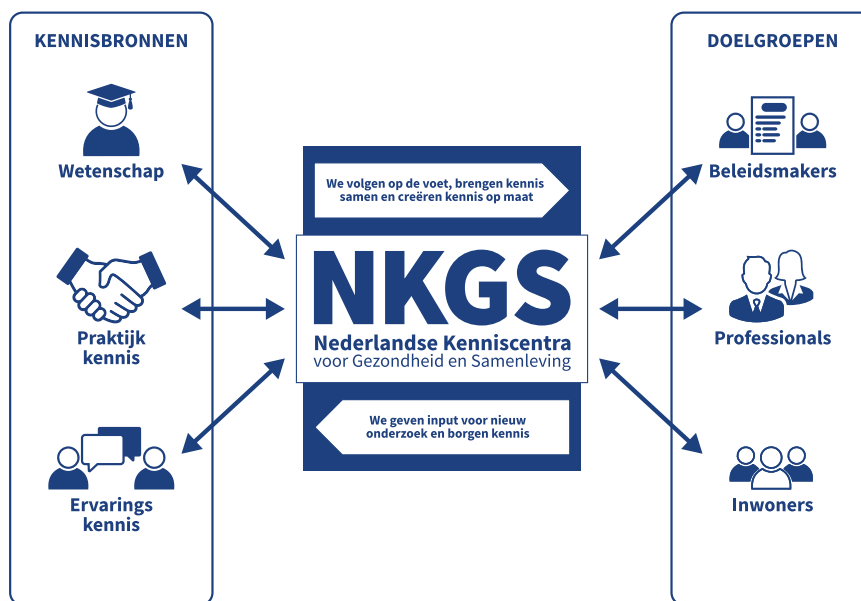 KENNISBRONNEN
Wetenschap
Praktijk
kennis
Ervarings
kennis
We volgen op de voet, brengen kennis
samen en creëren kennis op maat
NKGS
Nederlandse Kenniscentra
voor Gezondheid en Samenleving
We geven input voor nieuw
onderzoek en borgen kennis
DOELGROEPEN
Beleidsmakers
Professionals
Inwoners